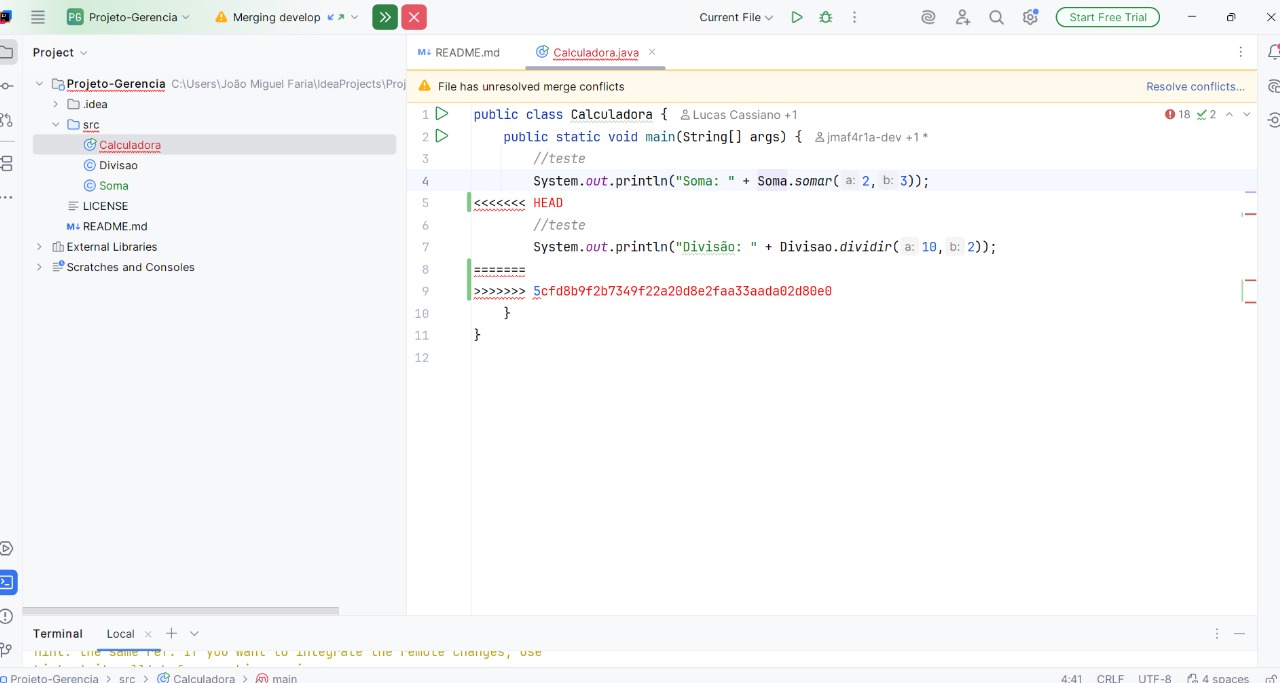 PG Projeto-Gerencia Merging develop Current File Start Free Trial
Project
README.md Calculadora.java
Projeto-Gerencia C:\Users\João Miguel Faria\IdeaProjects\Proj
.idea
src
Calculadora
Divisao
Soma
LICENSE
M↓ README.md
External Libraries
Scratches and Consoles
File has unresolved merge conflicts Resolve conflicts...
1 public class Calculadora { Lucas Cassiano +1 18 2
2 public static void main(String[] args) { jmaf4r1a-dev +1 *
3 //teste
4 System.out.println("Soma: " + Soma.somar( a: 2, b: 3));
5 <<<<<<< HEAD
6 //teste
7 System.out.println("Divisão: " + Divisao.dividir( a: 10, b: 2));
8 =======
9 >>>>>>> 5cfd8b9f2b7349f22a20d8e2faa33aada02d80e0
10 }
11 }
12
Terminal Local
hint: the same ref. If you want to integrate the remote changes, use
Projeto-Gerencia > src > Calculadora > main 4:41 CRLF UTF-8 4 spaces